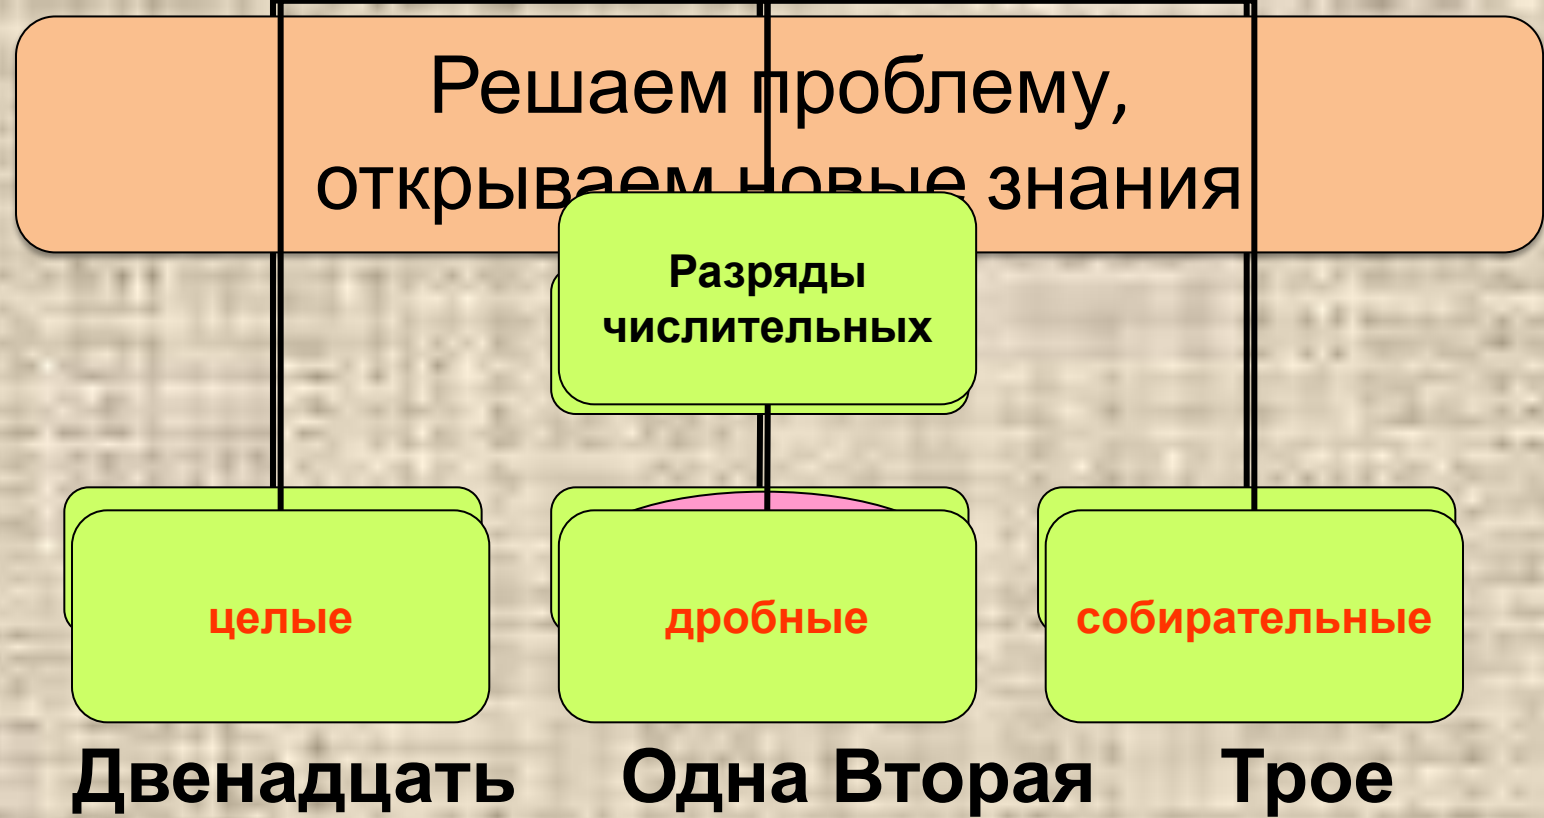 Решаем проблему,
открываем новые знания
Разряды
числительных
целые
дробные
собирательные
Двенадцать
Одна Вторая
Трое